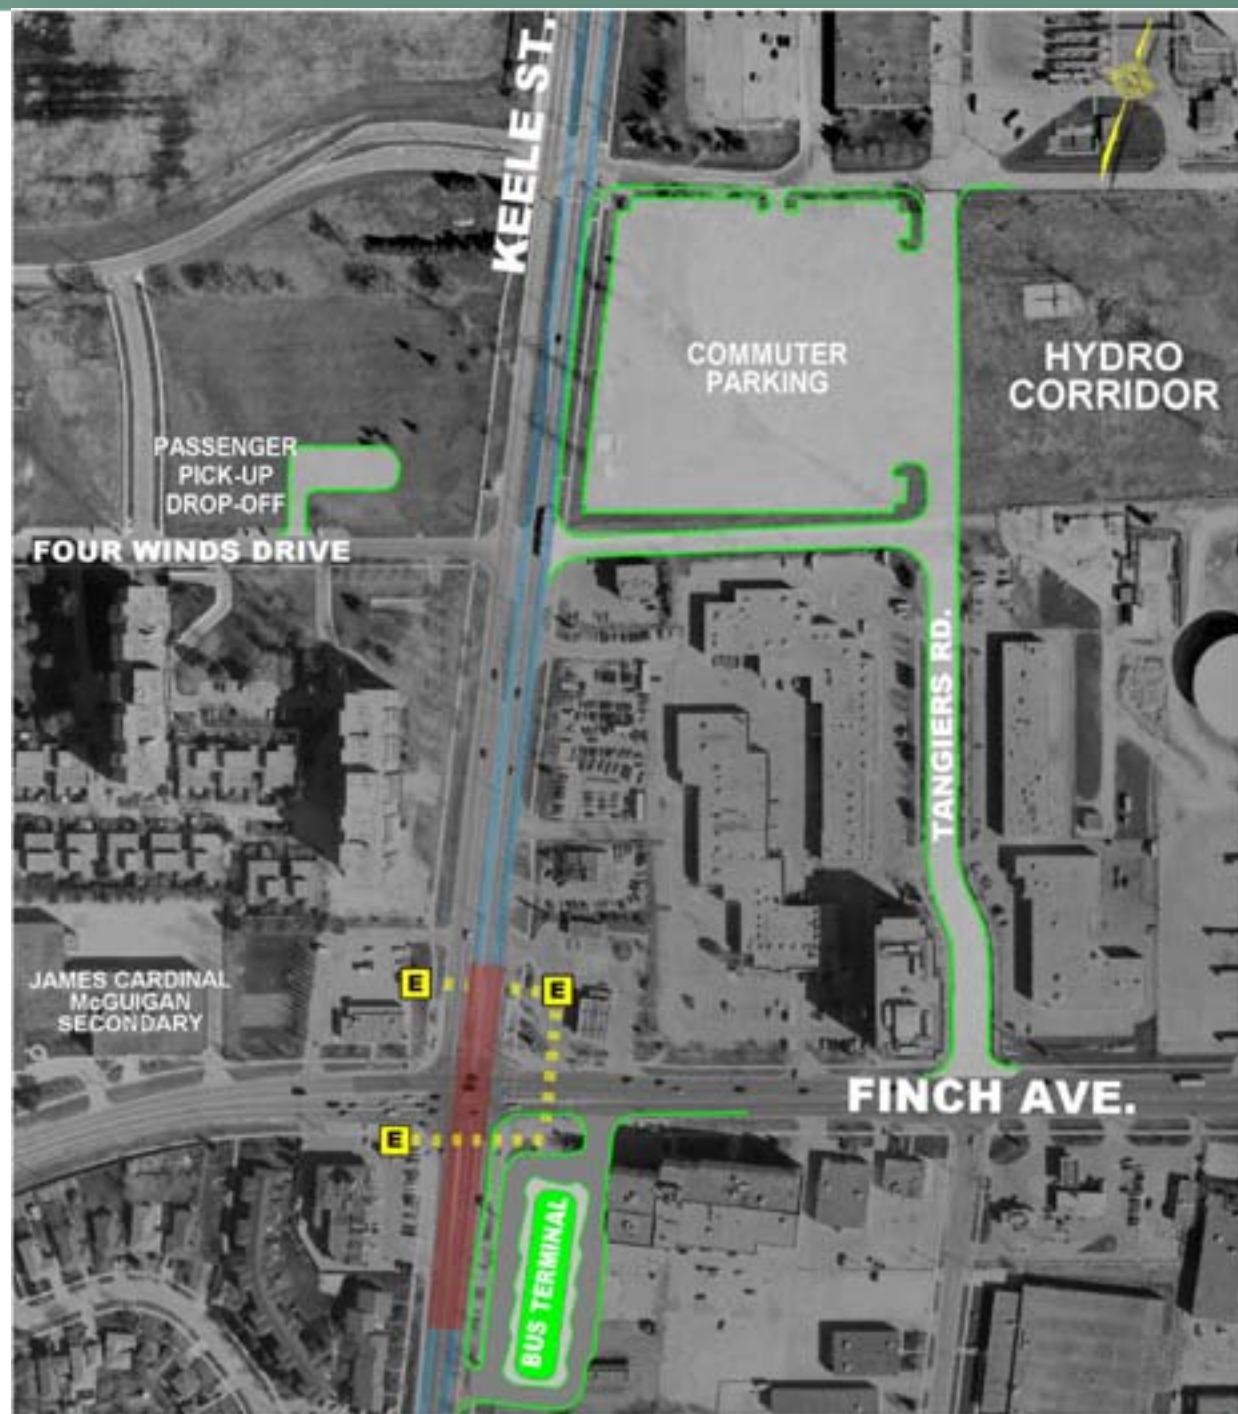 KEELE ST.
COMMUTER
PARKING
HYDRO
CORRIDOR
PASSENGER
PICK-UP
DROP-OFF
FOUR WINDS DRIVE
TANGIERS RD.
JAMES CARDINAL
McGUIGAN
SECONDARY
E
E
FINCH AVE.
E
BUS TERMINAL